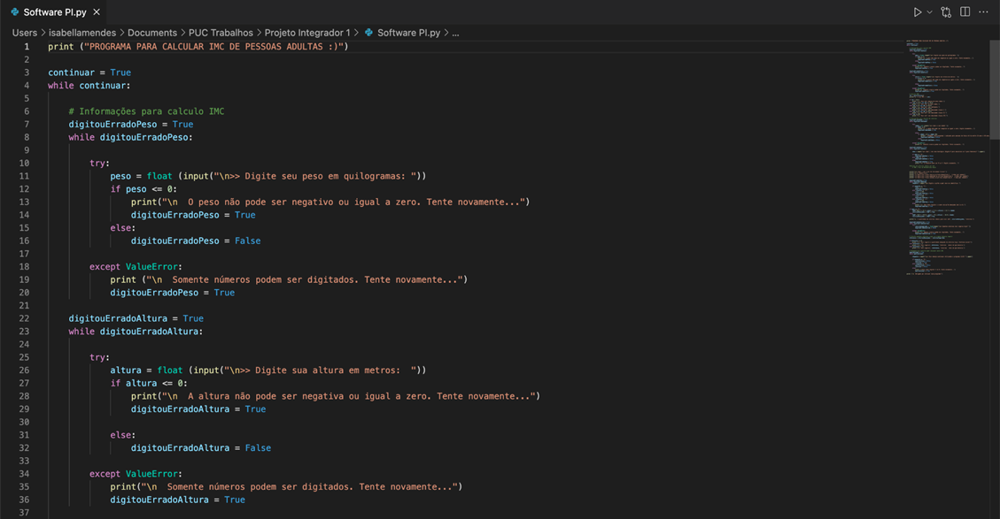 Software PI.py
Users > isabellamendes > Documents > PUC Trabalhos > Projeto Integrador 1 > Software PI.py > ...
1 print ("PROGRAMA PARA CALCULAR IMC DE PESSOAS ADULTAS :)")
2
3 continuar = True
4 while continuar:
5
6 # Informações para calculo IMC
7 digitouErradoPeso = True
8 while digitouErradoPeso:
9
10 try:
11 peso = float (input("\n>> Digite seu peso em quilogramas: "))
12 if peso <= 0:
13 print("\n  O peso não pode ser negativo ou igual a zero. Tente novamente...")
14 digitouErradoPeso = True
15 else:
16 digitouErradoPeso = False
17
18 except ValueError:
19 print ("\n  Somente números podem ser digitados. Tente novamente...")
20 digitouErradoPeso = True
21
22 digitouErradoAltura = True
23 while digitouErradoAltura:
24
25 try:
26 altura = float (input("\n>> Digite sua altura em metros:  "))
27 if altura <= 0:
28 print("\n  A altura não pode ser negativa ou igual a zero. Tente novamente...")
29 digitouErradoAltura = True
30
31 else:
32 digitouErradoAltura = False
33
34 except ValueError:
35 print("\n  Somente números podem ser digitados. Tente novamente...")
36 digitouErradoAltura = True
37